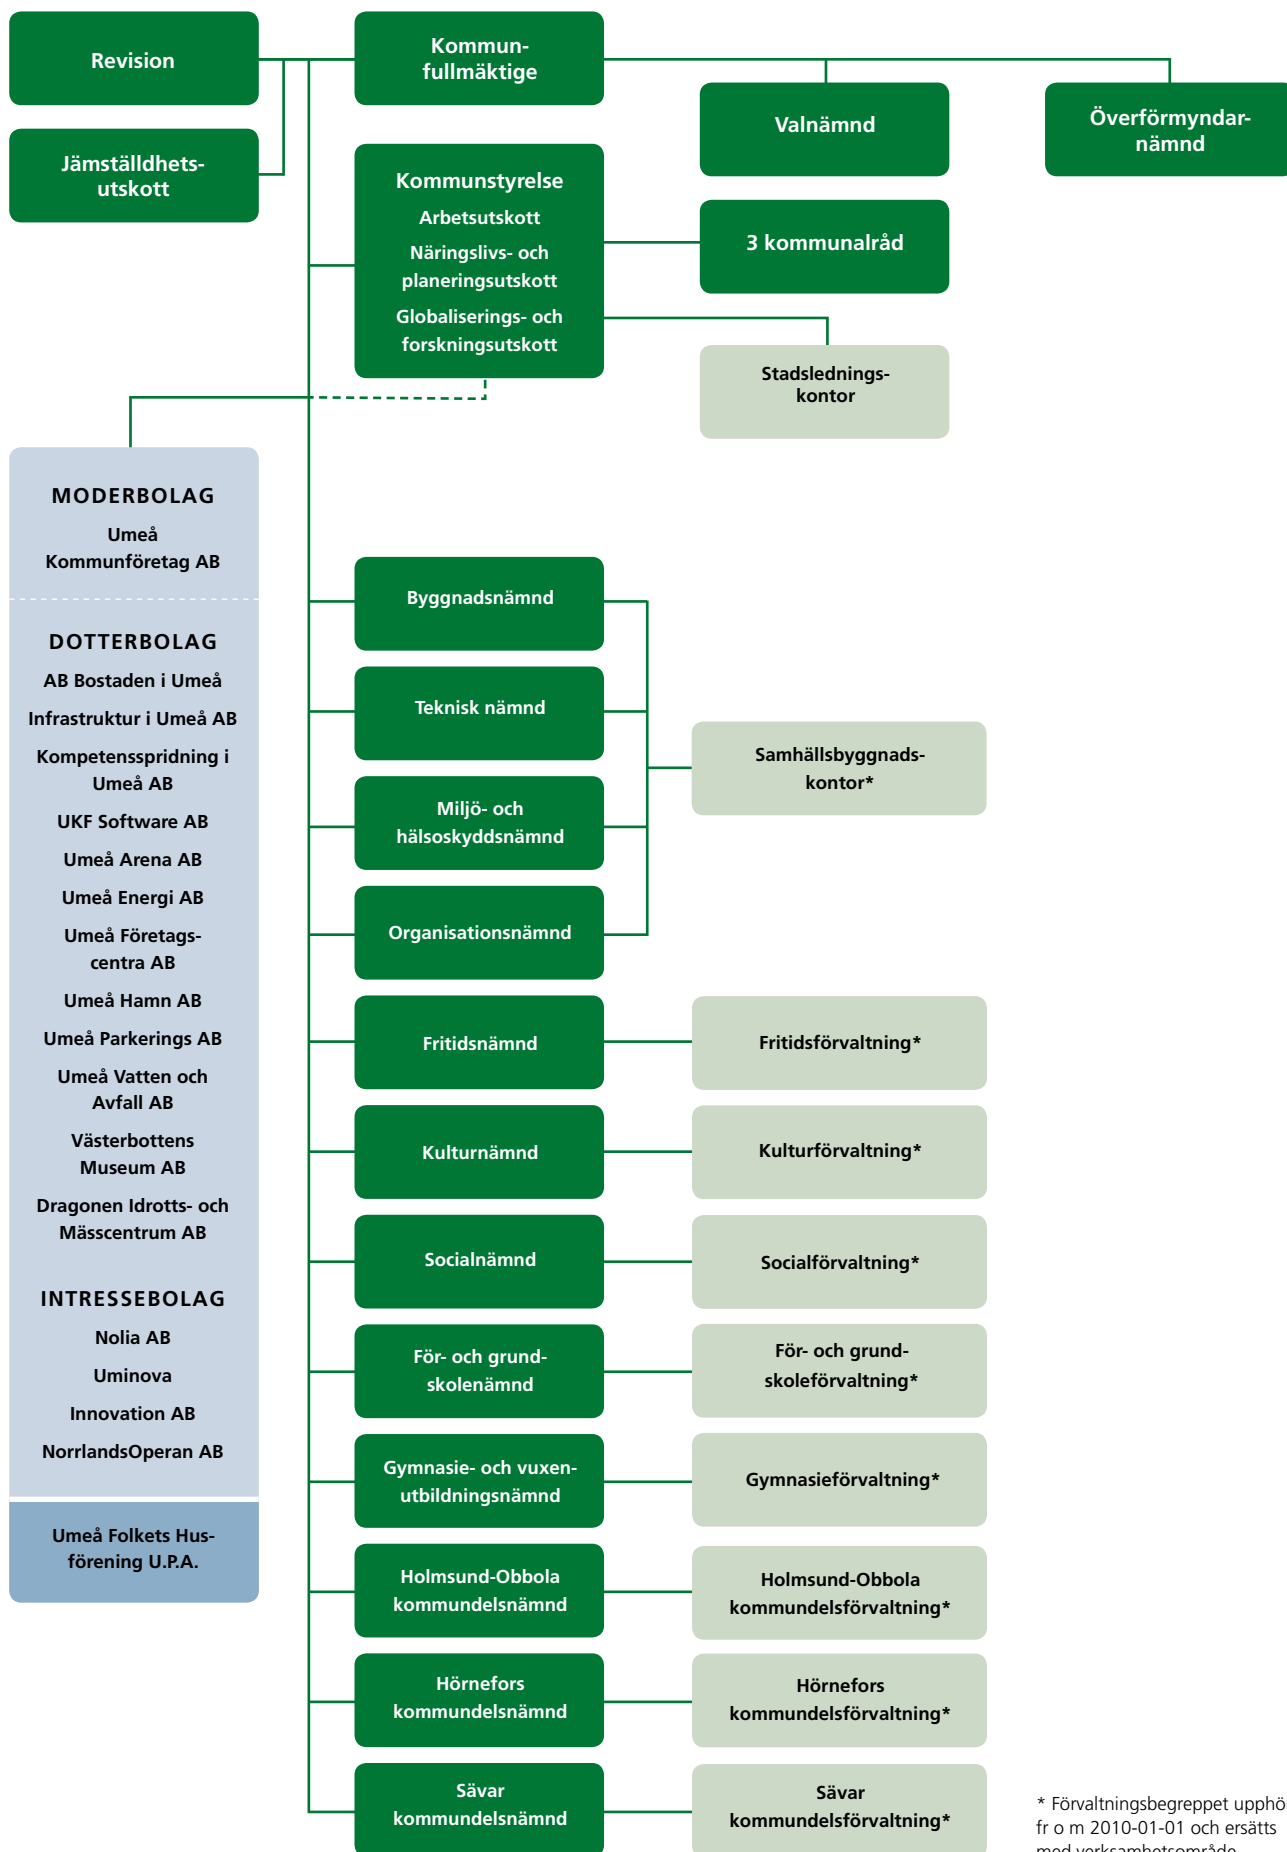 Revision
Kommun-
fullmäktige
Valnämnd
Överförmyndar-
nämnd
Jämställdhets-
utskott
Kommunstyrelse
Arbetsutskott
Näringslivs- och
planeringsutskott
Globaliserings- och
forskningsutskott
3 kommunalråd
Stadslednings-
kontor
MODERBOLAG
Umeå
Kommunföretag AB
DOTTERBOLAG
AB Bostaden i Umeå
Infrastruktur i Umeå AB
Kompetensspridning i
Umeå AB
UKF Software AB
Umeå Arena AB
Umeå Energi AB
Umeå Företags-
centra AB
Umeå Hamn AB
Umeå Parkerings AB
Umeå Vatten och
Avfall AB
Västerbottens
Museum AB
Dragonen Idrotts- och
Mässcentrum AB
INTRESSEBOLAG
Nolia AB
Uminova
Innovation AB
NorrlandsOperan AB
Umeå Folkets Hus-
förening U.P.A.
Byggnadsnämnd
Teknisk nämnd
Miljö- och
hälsoskyddsnämnd
Organisationsnämnd
Samhällsbyggnads-
kontor*
Fritidsnämnd
Fritidsförvaltning*
Kulturnämnd
Kulturförvaltning*
Socialnämnd
Socialförvaltning*
För- och grund-
skolenämnd
För- och grund-
skoleförvaltning*
Gymnasie- och vuxen-
utbildningsnämnd
Gymnasieförvaltning*
Holmsund-Obbola
kommundelsnämnd
Holmsund-Obbola
kommundelsförvaltning*
Hörnefors
kommundelsnämnd
Hörnefors
kommundelsförvaltning*
Sävar
kommundelsnämnd
Sävar
kommundelsförvaltning*
* Förvaltningsbegreppet upphö
fr o m 2010-01-01 och ersätts
med verksamhetsområde